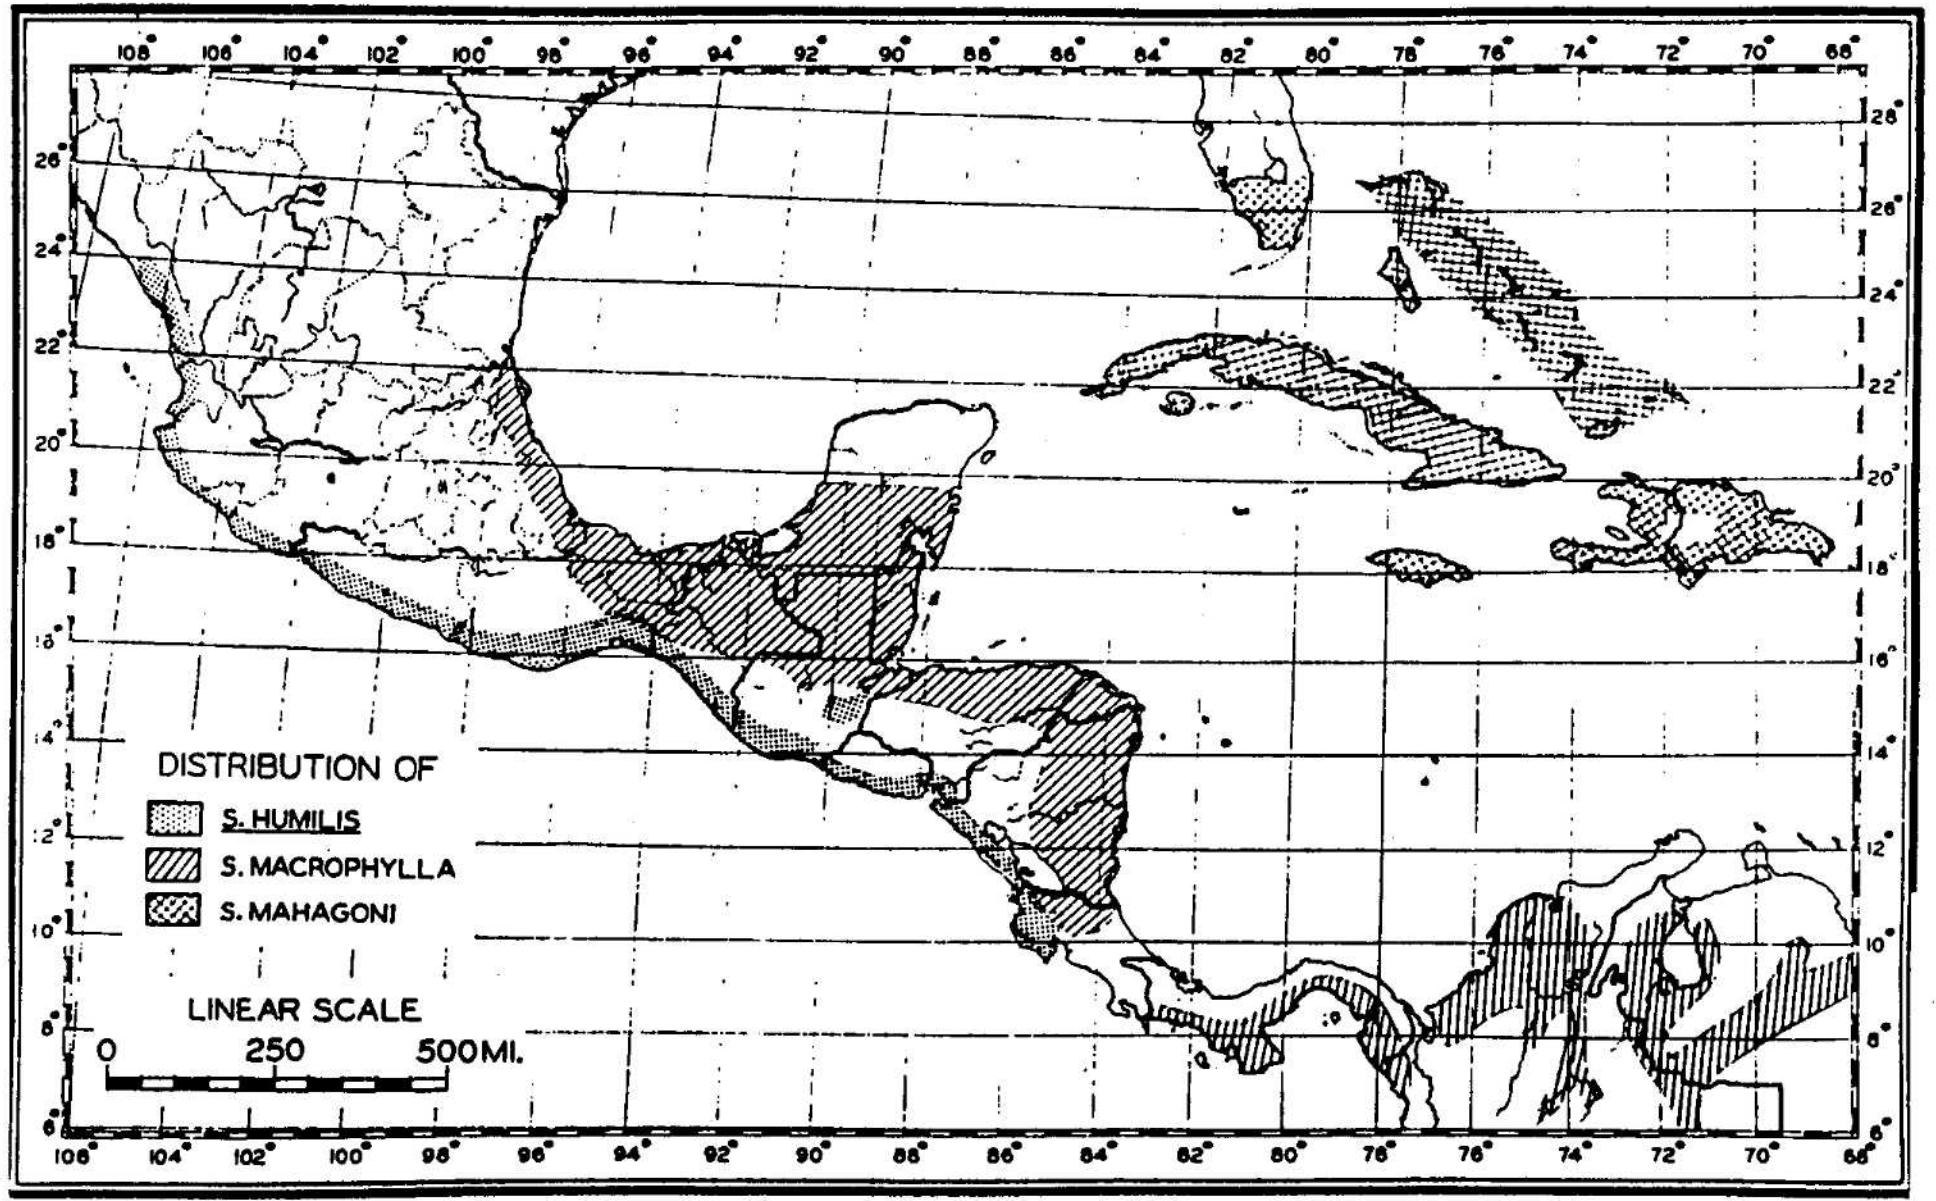 108° 106° 104° 102° 100° 98° 96° 94° 92° 90° 88° 86° 84° 82° 80° 78° 76° 74° 72° 70° 68°
28°
26° 26°
24° 24°
22° 22°
20° 20°
18° 18°
16° 16°
14° 14°
DISTRIBUTION OF
S. HUMILIS
12° 12°
S. MACROPHYLLA
S. MAHAGONI
10° 10°
LINEAR SCALE
8° 8°
0 250 500 MI.
6° 6°
106° 104° 102° 100° 98° 96° 94° 92° 90° 88° 86° 84° 82° 80° 78° 76° 74° 72° 70° 68°